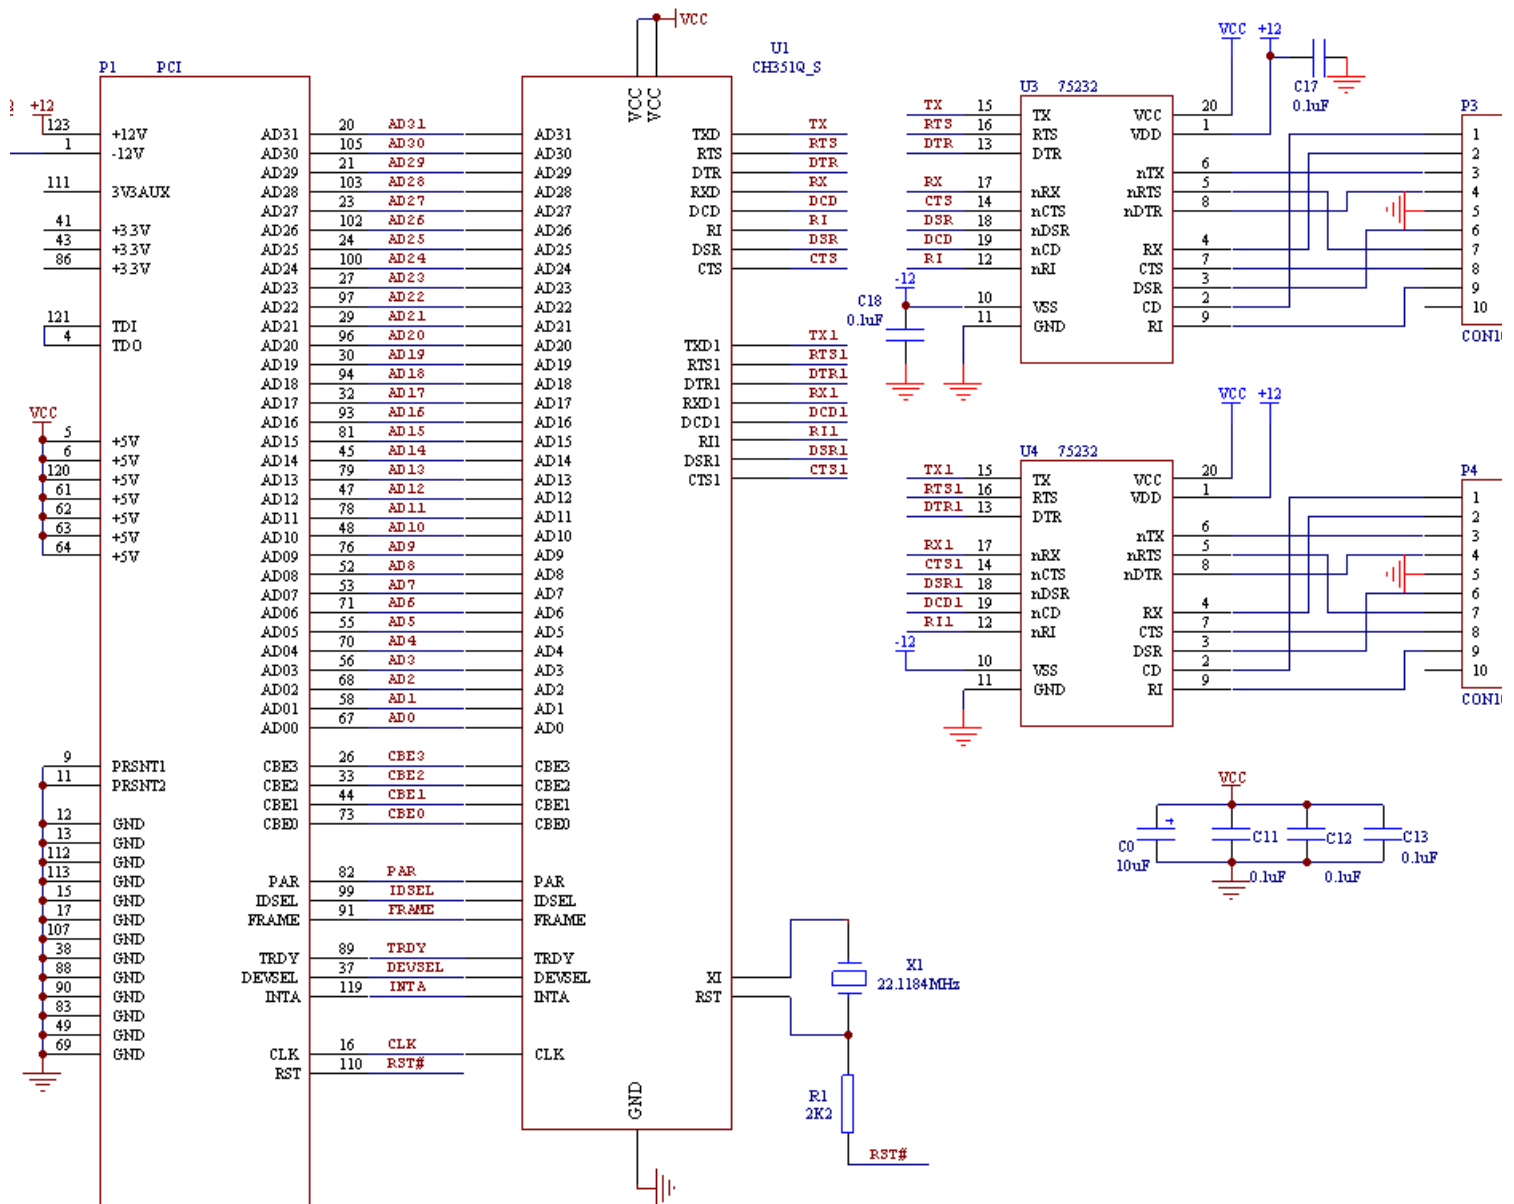 VCC
U1
CH351Q_S
P1 PCI
+12
123 +12V
1 -12V
111 3V3AUX
41 +33V
43 +33V
86 +33V
121 TDI
4 TDO
VCC
5 +5V
6 +5V
120 +5V
61 +5V
62 +5V
63 +5V
64 +5V
9 PRSNT1
11 PRSNT2
12 GND
13 GND
112 GND
113 GND
15 GND
17 GND
107 GND
38 GND
88 GND
90 GND
83 GND
49 GND
69 GND
AD31 20 AD31 AD31
AD30 105 AD30 AD30
AD29 21 AD29 AD29
AD28 103 AD28 AD28
AD27 23 AD27 AD27
AD26 102 AD26 AD26
AD25 24 AD25 AD25
AD24 100 AD24 AD24
AD23 27 AD23 AD23
AD22 97 AD22 AD22
AD21 29 AD21 AD21
AD20 96 AD20 AD20
AD19 30 AD19 AD19
AD18 94 AD18 AD18
AD17 32 AD17 AD17
AD16 93 AD16 AD16
AD15 81 AD15 AD15
AD14 45 AD14 AD14
AD13 79 AD13 AD13
AD12 47 AD12 AD12
AD11 78 AD11 AD11
AD10 48 AD10 AD10
AD09 76 AD9 AD9
AD08 52 AD8 AD8
AD07 53 AD7 AD7
AD06 71 AD6 AD6
AD05 55 AD5 AD5
AD04 70 AD4 AD4
AD03 56 AD3 AD3
AD02 68 AD2 AD2
AD01 58 AD1 AD1
AD00 67 AD0 AD0
CBE3 26 CBE3 CBE3
CBE2 33 CBE2 CBE2
CBE1 44 CBE1 CBE1
CBE0 73 CBE0 CBE0
PAR 82 PAR PAR
IDSEL 99 IDSEL IDSEL
FRAME 91 FRAME FRAME
TRDY 89 TRDY TRDY
DEVSEL 37 DEVSEL DEVSEL
INTA 119 INTA INTA
CLK 16 CLK CLK
RST 110 RST#
VCC
VCC
GND
TXD TX
RTS RTS
DTR DTR
RXD RX
DCD DCD
RI RI
DSR DSR
CTS CTS
TXD1 TX1
RTS1 RTS1
DTR1 DTR1
RXD1 RX1
DCD1 DCD1
RI1 RI1
DSR1 DSR1
CTS1 CTS1
XI
RST
X1
22.1184MHz
R1
2K2
RST#
VCC +12
C17
0.1uF
U3 75232
TX 15 TX
RTS 16 RTS
DTR 13 DTR
RX 17 nRX
CTS 14 nCTS
DSR 18 nDSR
DCD 19 nCD
RI 12 nRI
-12
C18
0.1uF
10 VSS
11 GND
VCC 20
VDD 1
nTX 6
nRTS 5
nDTR 8
RX 4
CTS 7
DSR 3
CD 2
RI 9
P3
1
2
3
4
5
6
7
8
9
10
VCC +12
U4 75232
TX1 15 TX
RTS1 16 RTS
DTR1 13 DTR
RX1 17 nRX
CTS1 14 nCTS
DSR1 18 nDSR
DCD1 19 nCD
RI1 12 nRI
-12
10 VSS
11 GND
VCC 20
VDD 1
nTX 6
nRTS 5
nDTR 8
RX 4
CTS 7
DSR 3
CD 2
RI 9
P4
1
2
3
4
5
6
7
8
9
10
VCC
+
C0
10uF
C11
0.1uF
C12
0.1uF
C13
0.1uF